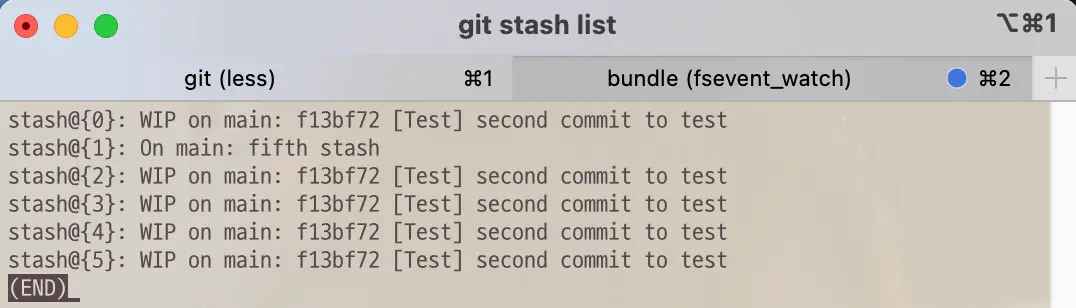 git stash list
⌥⌘1
git (less) ⌘1 bundle (fsevent_watch) ⌘2
stash@{0}: WIP on main: f13bf72 [Test] second commit to test
stash@{1}: On main: fifth stash
stash@{2}: WIP on main: f13bf72 [Test] second commit to test
stash@{3}: WIP on main: f13bf72 [Test] second commit to test
stash@{4}: WIP on main: f13bf72 [Test] second commit to test
stash@{5}: WIP on main: f13bf72 [Test] second commit to test
(END)